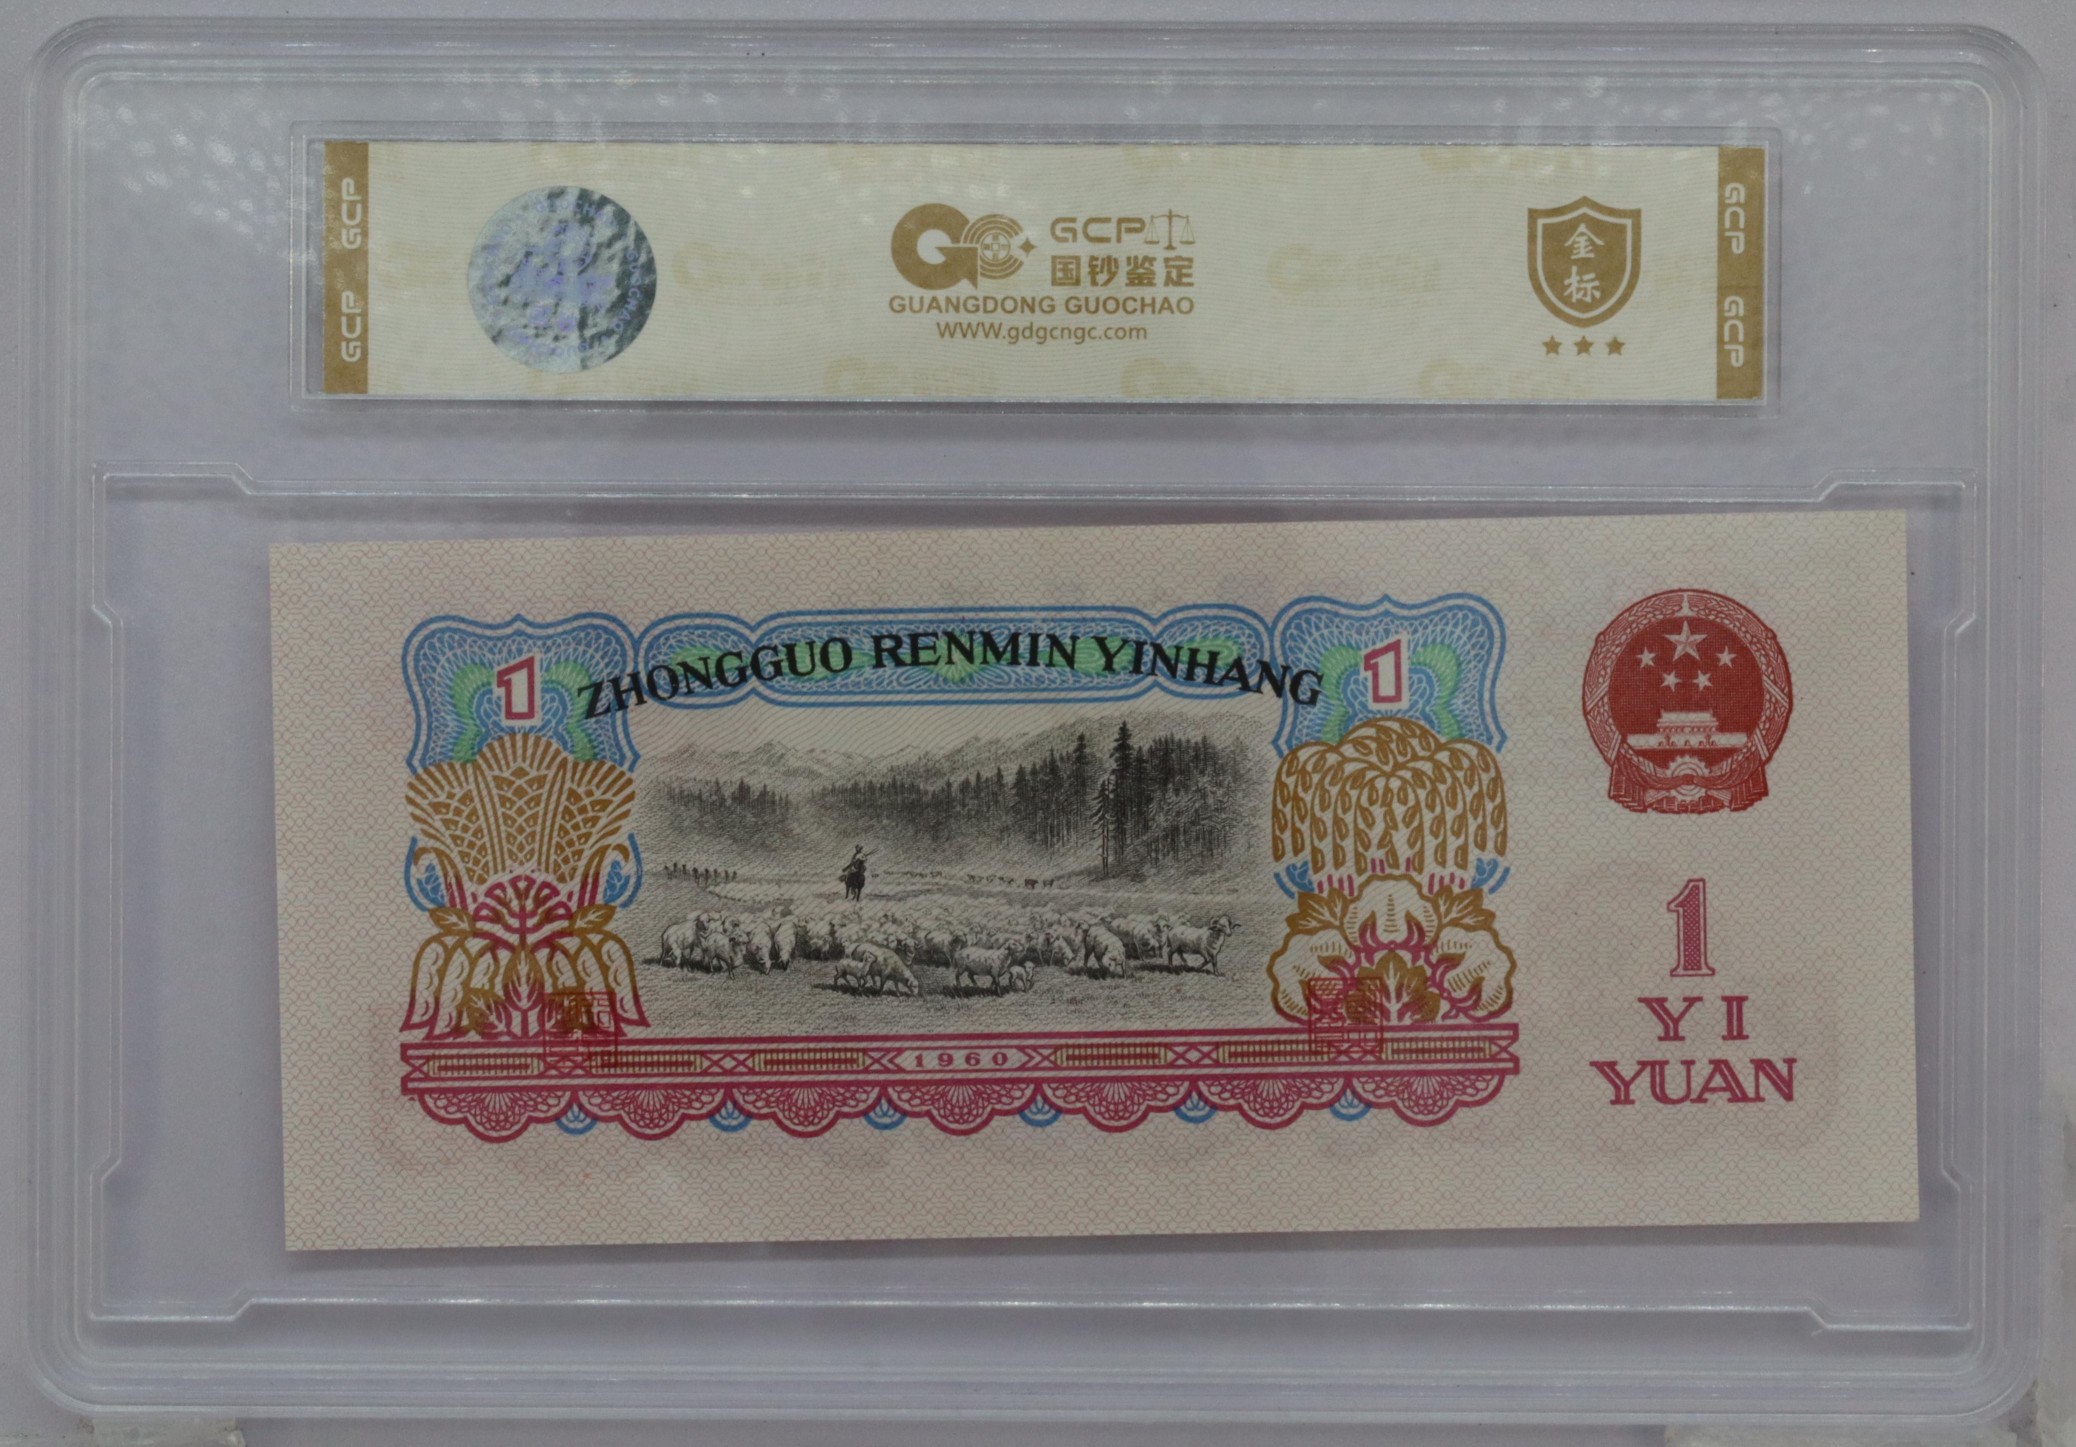 GCP
GCP
GCP
国钞鉴定
GUANGDONG GUOCHAO
WWW.gdgcngc.com
金
标
GCP
GCP
1
ZHONGGUO RENMIN YINHANG
1
1960
1
YI
YUAN